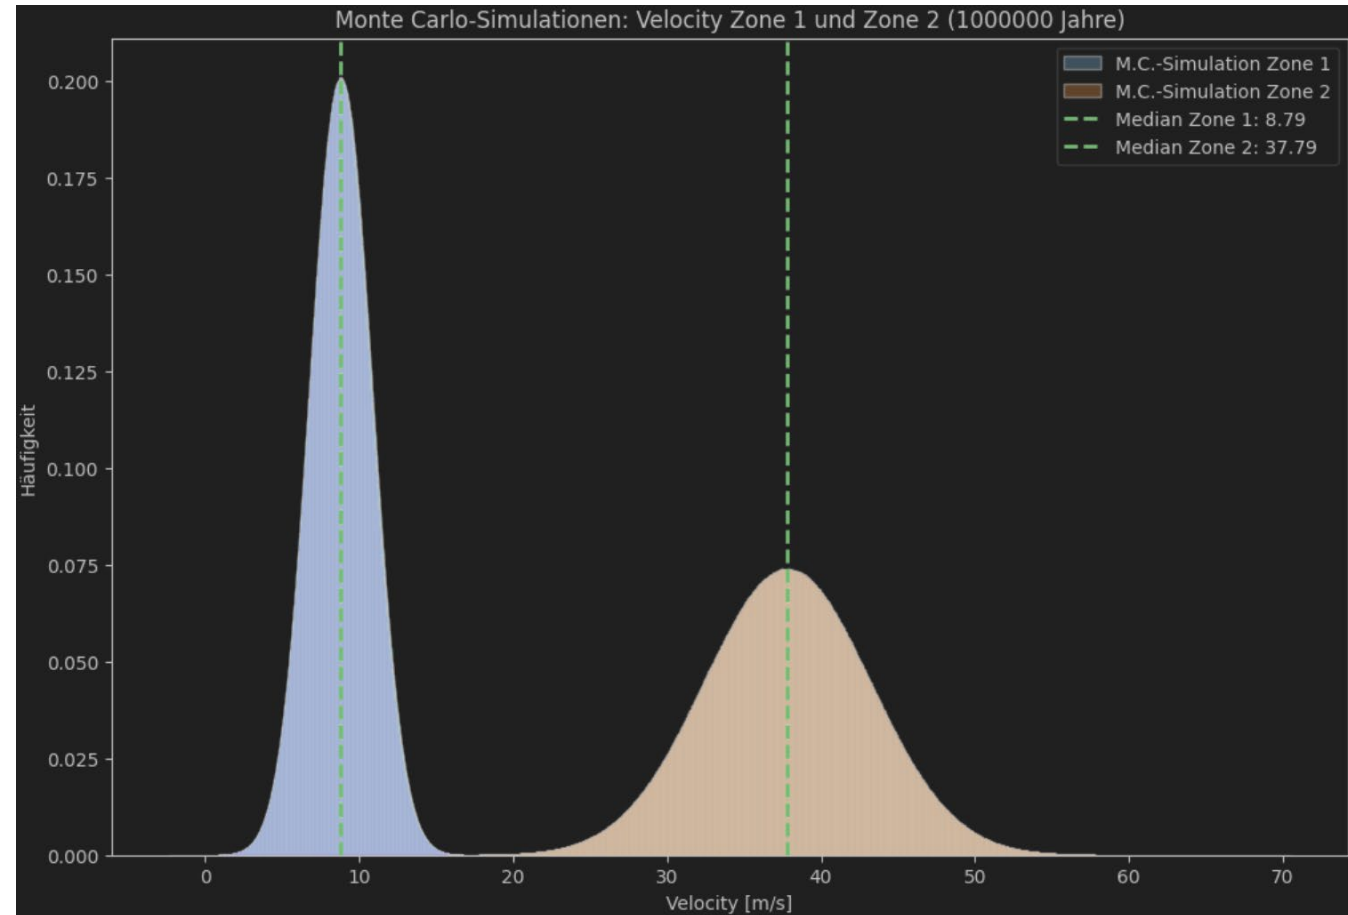 Monte Carlo-Simulationen: Velocity Zone 1 und Zone 2 (1000000 Jahre)
M.C.-Simulation Zone 1
M.C.-Simulation Zone 2
Median Zone 1: 8.79
Median Zone 2: 37.79
Häufigkeit
0.200
0.175
0.150
0.125
0.100
0.075
0.050
0.025
0.000
0 10 20 30 40 50 60 70
Velocity [m/s]